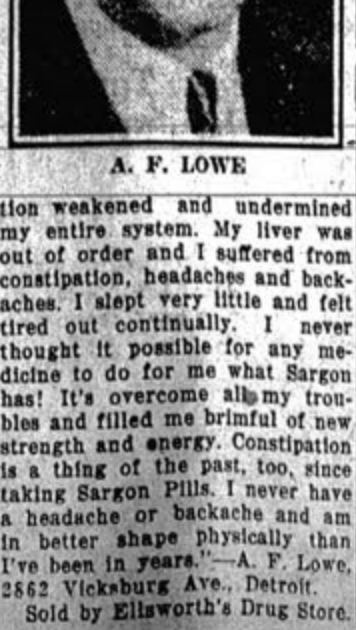 A. F. LOWE
tion weakened and undermined
my entire system. My liver was
out of order and I suffered from
constipation, headaches and back-
aches. I slept very little and felt
tired out continually. I never
thought it possible for any me-
dicine to do for me what Sargon
has! It's overcome all my trou-
bles and filled me brimful of new
strength and energy. Constipation
is a thing of the past, too, since
taking Sargon Pills. I never have
a headache or backache and am
in better shape physically than
I've been in years."—A. F. Lowe,
2862 Vicksburg Ave., Detroit.
Sold by Ellsworth's Drug Store.